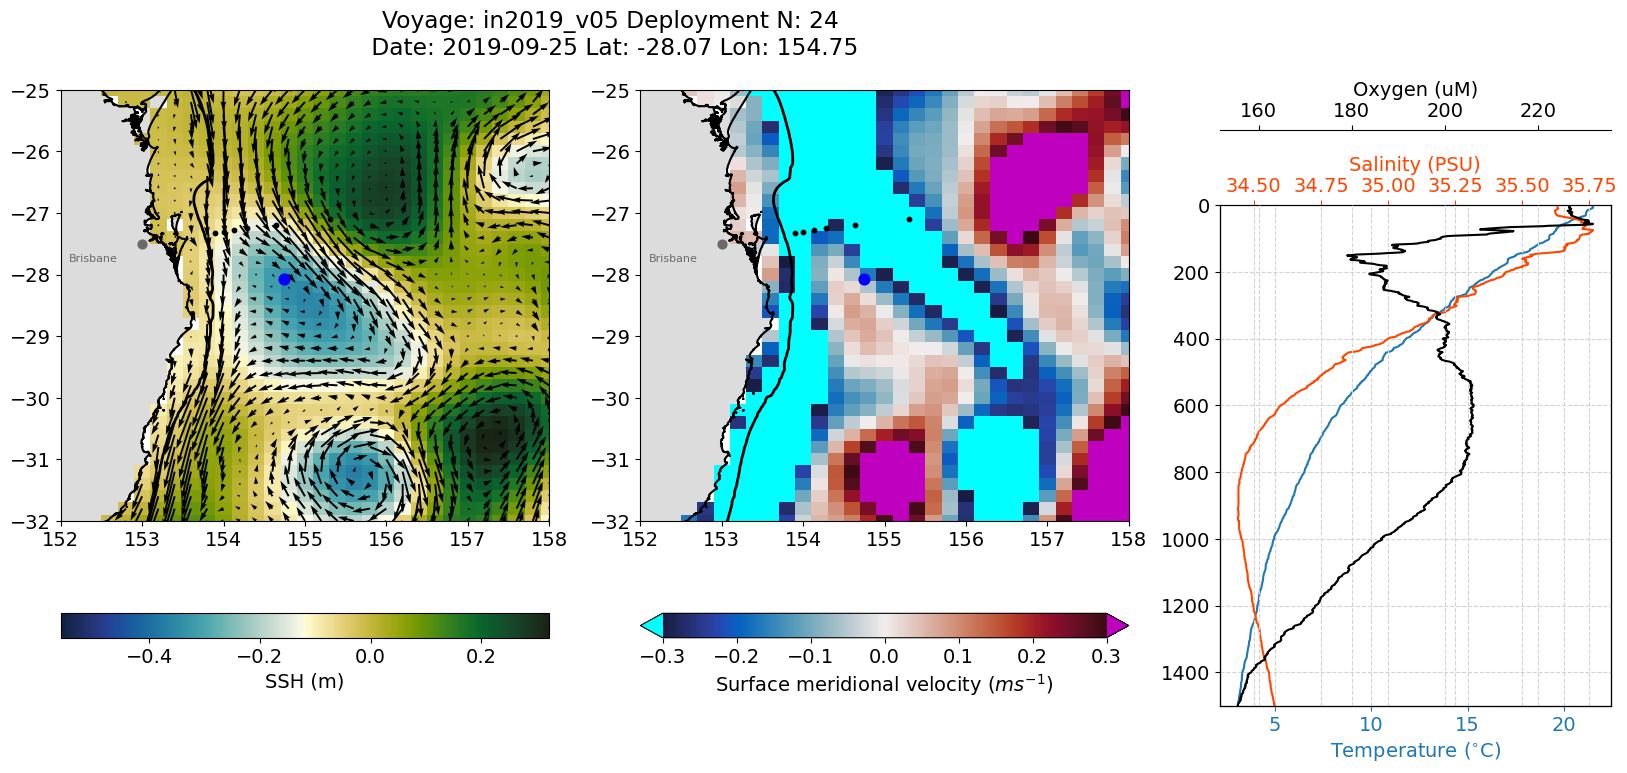 Voyage: in2019_v05 Deployment N: 24
Date: 2019-09-25 Lat: -28.07 Lon: 154.75
−25
−26
−27
−28
−29
−30
−31
−32
152 153 154 155 156 157 158
Brisbane
−0.4 −0.2 0.0 0.2
SSH (m)
−25
−26
−27
−28
−29
−30
−31
−32
152 153 154 155 156 157 158
Brisbane
−0.3 −0.2 −0.1 0.0 0.1 0.2 0.3
Surface meridional velocity (ms⁻¹)
Oxygen (uM)
160 180 200 220
Salinity (PSU)
34.50 34.75 35.00 35.25 35.50 35.75
0
200
400
600
800
1000
1200
1400
5 10 15 20
Temperature (°C)